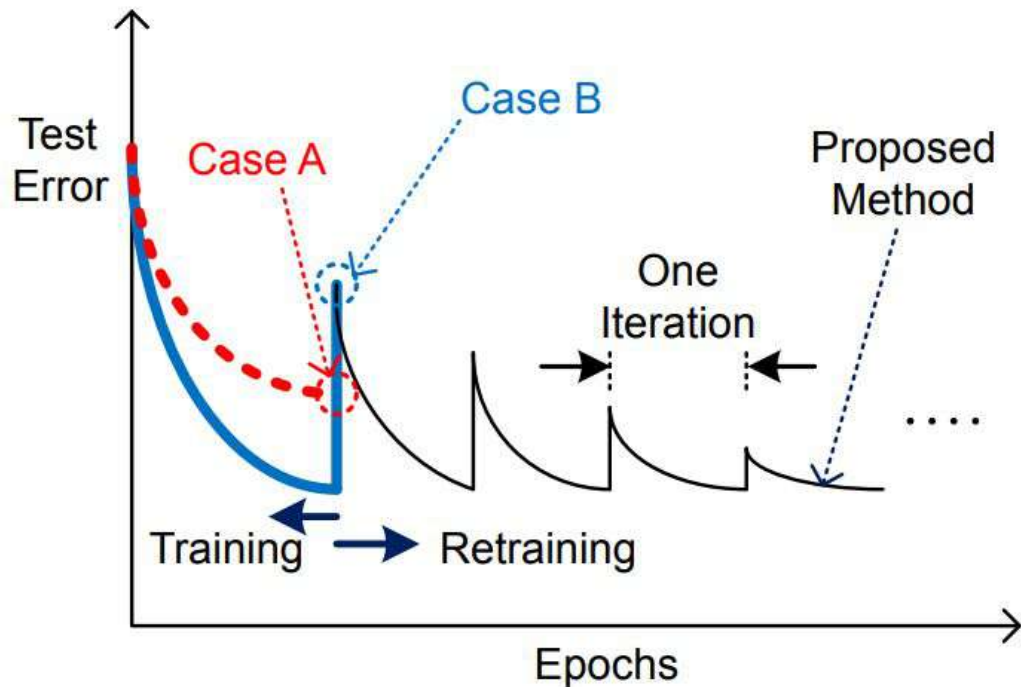 Case B
Test
Error
Case A
Proposed
Method
One
Iteration
. . . .
Training
Retraining
Epochs